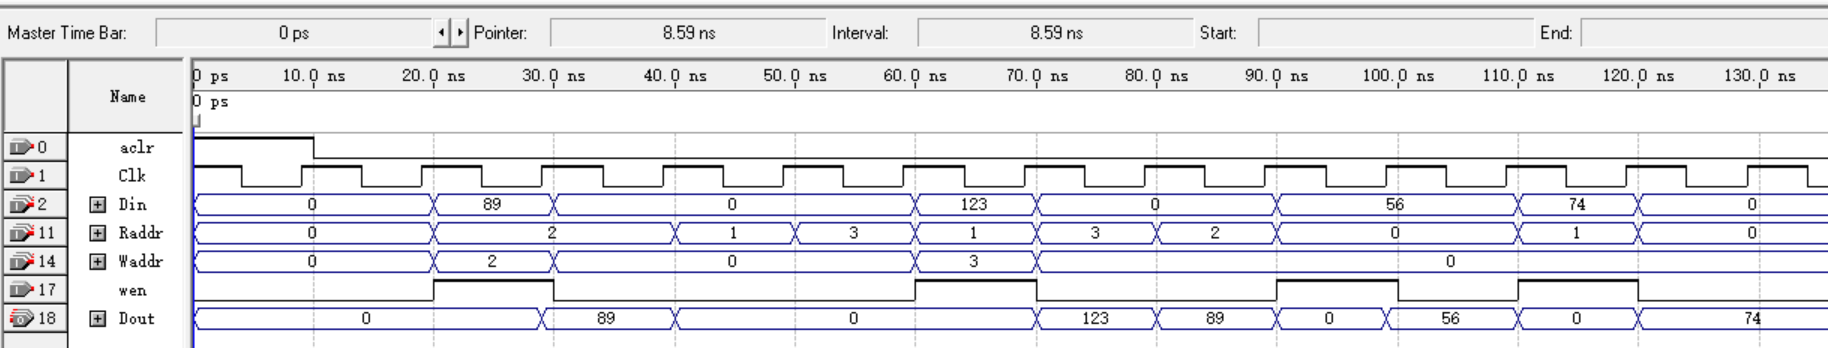 Master Time Bar: 0 ps Pointer: 8.59 ns Interval: 8.59 ns Start: End:
0 ps 10.0 ns 20.0 ns 30.0 ns 40.0 ns 50.0 ns 60.0 ns 70.0 ns 80.0 ns 90.0 ns 100.0 ns 110.0 ns 120.0 ns 130.0 ns
Name
0 ps
0 aclr
1 Clk
2 Din 0 89 0 123 0 56 74 0
11 Raddr 0 2 1 3 1 3 2 0 1 0
14 Waddr 0 2 0 3 0
17 wen
18 Dout 0 89 0 123 89 0 56 0 74